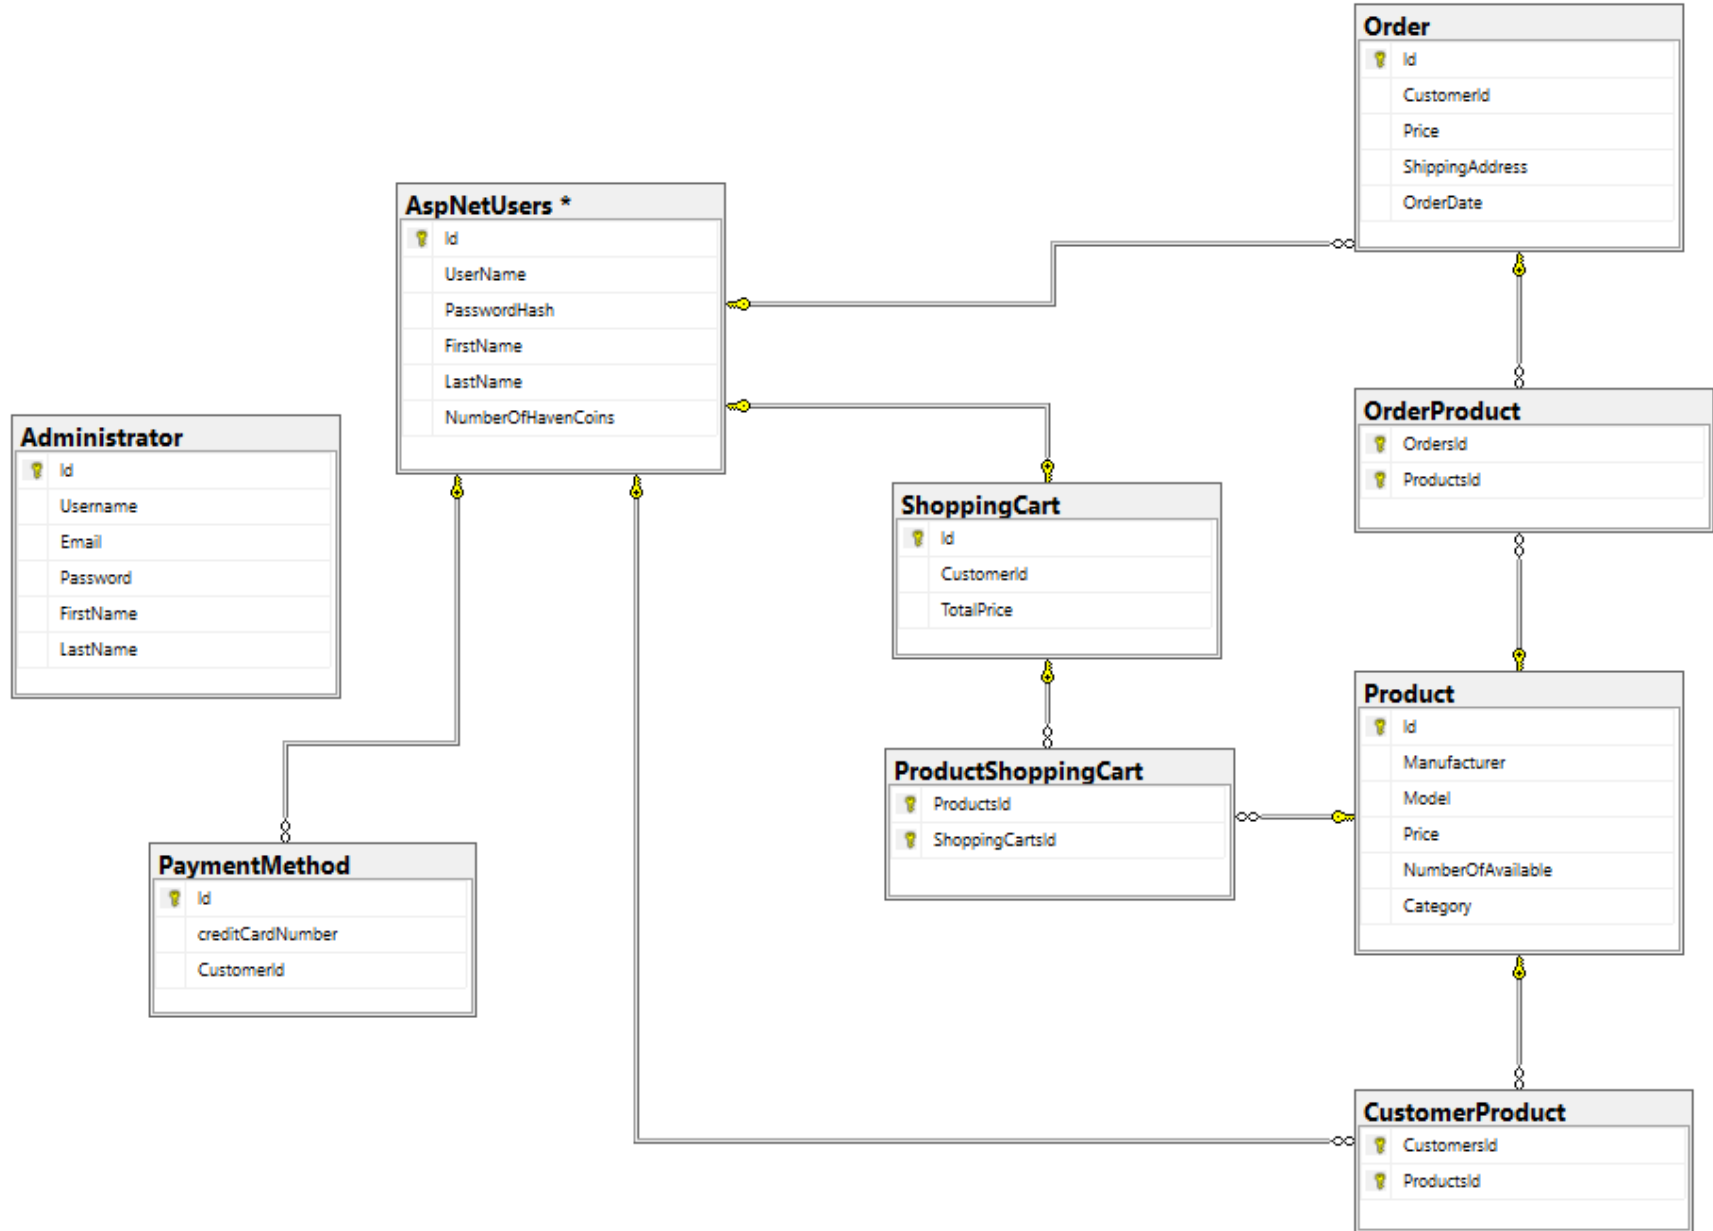 Order
Id
CustomerId
Price
ShippingAddress
OrderDate
AspNetUsers *
Id
UserName
PasswordHash
FirstName
LastName
NumberOfHavenCoins
Administrator
Id
Username
Email
Password
FirstName
LastName
OrderProduct
OrdersId
ProductsId
ShoppingCart
Id
CustomerId
TotalPrice
Product
Id
Manufacturer
Model
Price
NumberOfAvailable
Category
ProductShoppingCart
ProductsId
ShoppingCartsId
PaymentMethod
Id
creditCardNumber
CustomerId
CustomerProduct
CustomersId
ProductsId